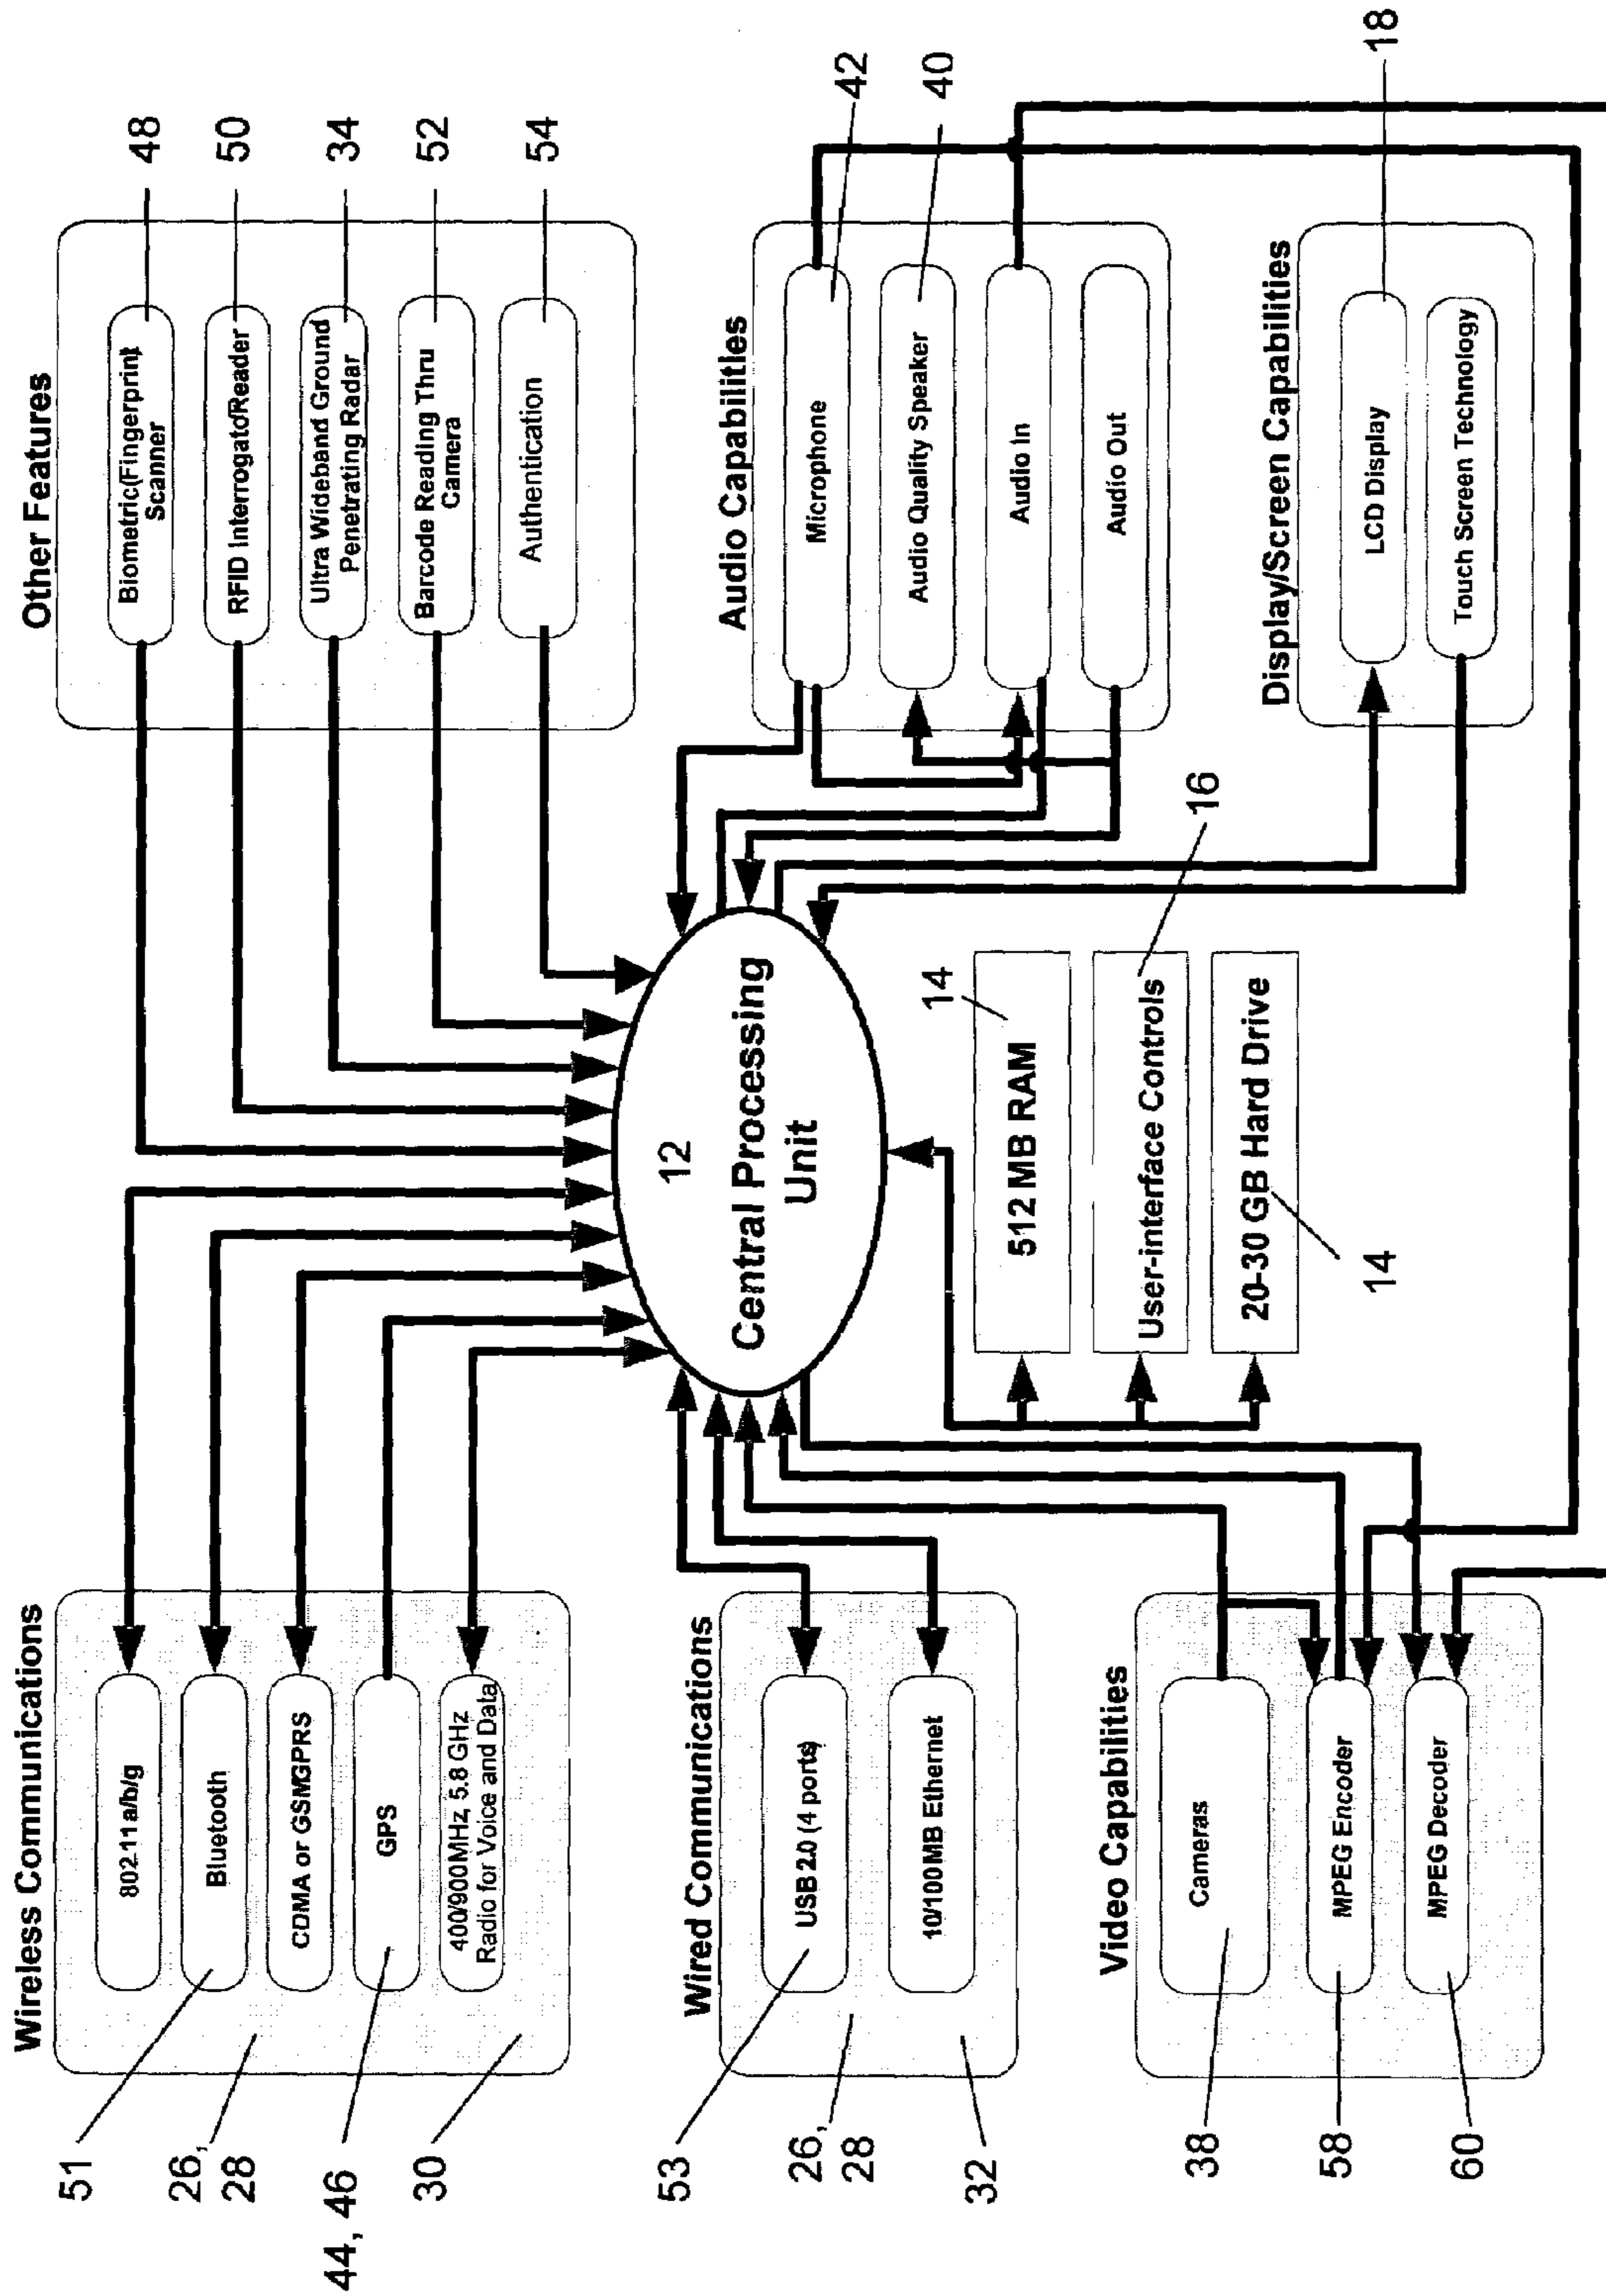 Wireless Communications
802-11 a/b/g
Bluetooth
CDMA or GSM/GPRS
GPS
400/900MHz, 5.8 GHz
Radio for Voice and Data
51
26,
28
44, 46
30
Wired Communications
USB 2.0 (4 ports)
10/100MB Ethernet
53
26,
28
32
Video Capabilities
Cameras
MPEG Encoder
MPEG Decoder
38
58
60
12
Central Processing
Unit
14
512 MB RAM
User-interface Controls
16
20-30 GB Hard Drive
14
Other Features
Biometric(Fingerprint)
Scanner
RFID Interrogator/Reader
Ultra Wideband Ground
Penetrating Radar
Barcode Reading Thru
Camera
Authentication
48
50
34
52
54
Audio Capabilities
Microphone
Audio Quality Speaker
Audio In
Audio Out
42
40
Display/Screen Capabilities
LCD Display
Touch Screen Technology
18